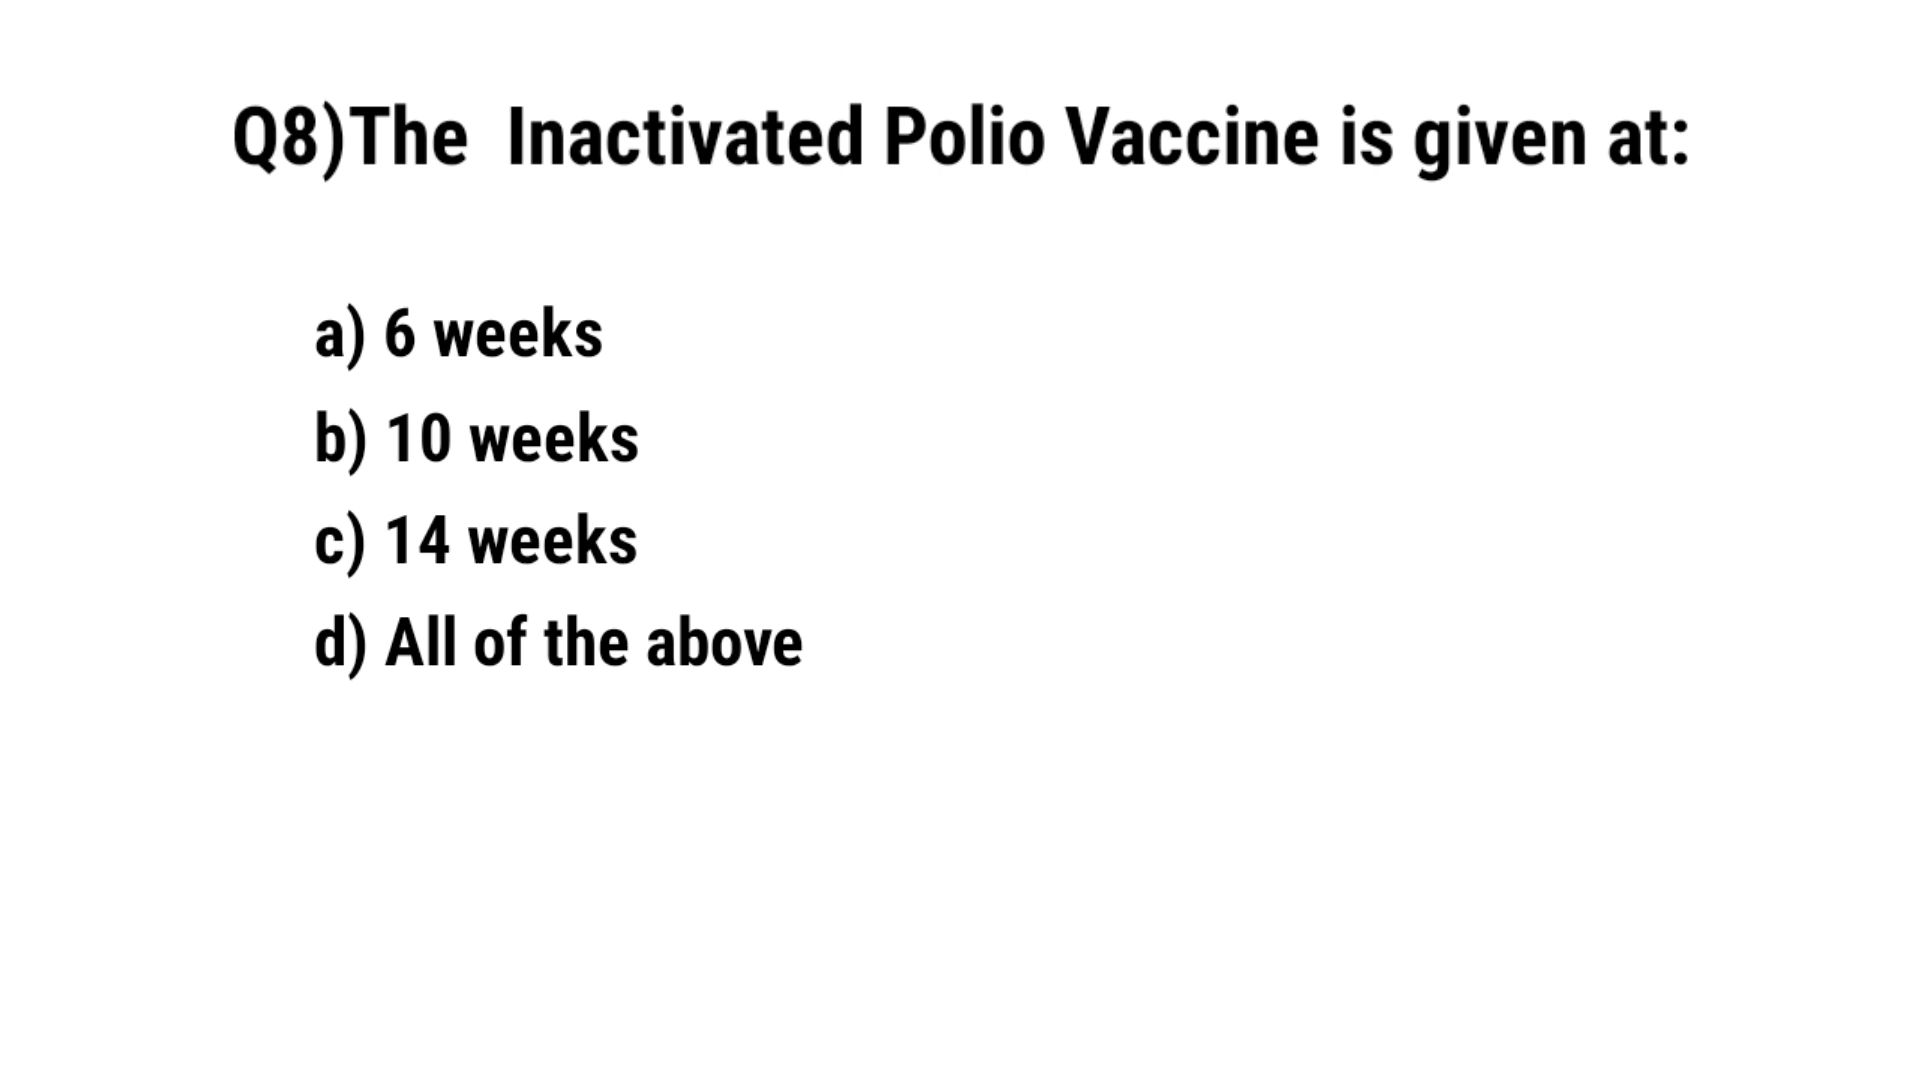 Q8)The  Inactivated Polio Vaccine is given at:
a) 6 weeks
b) 10 weeks
c) 14 weeks
d) All of the above